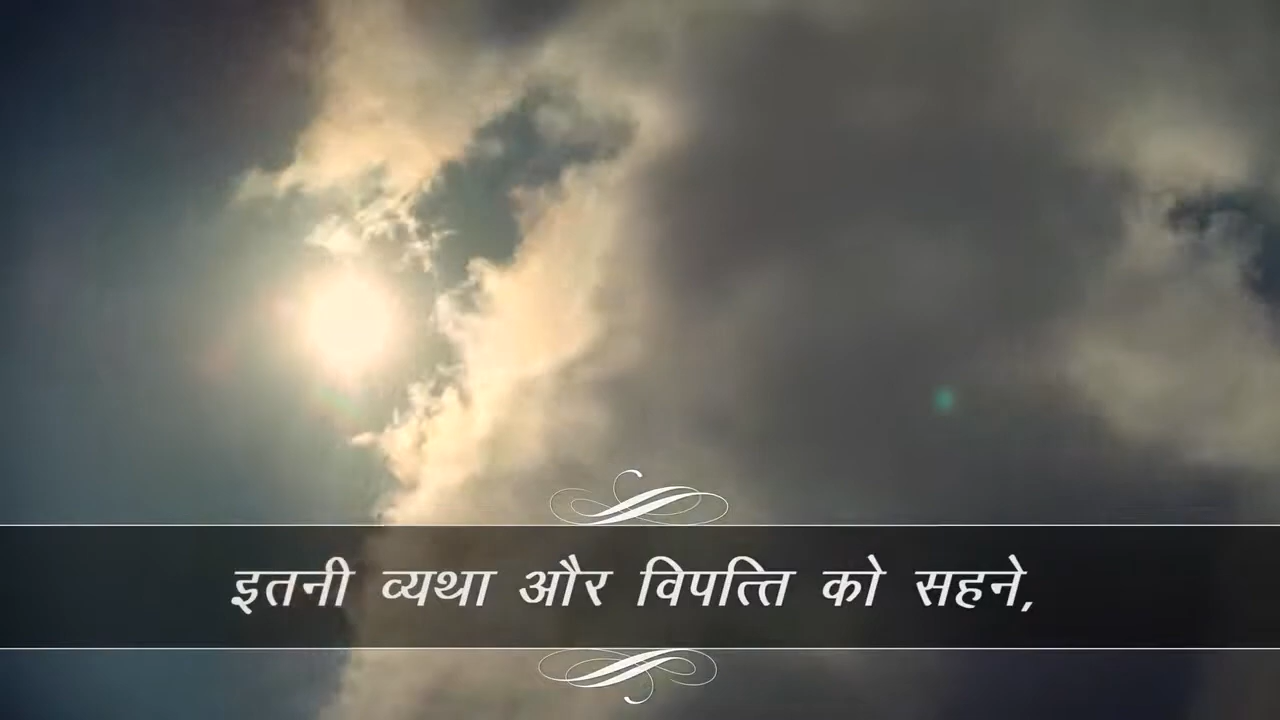 इतनी व्यथा और विपत्ति को सहने,